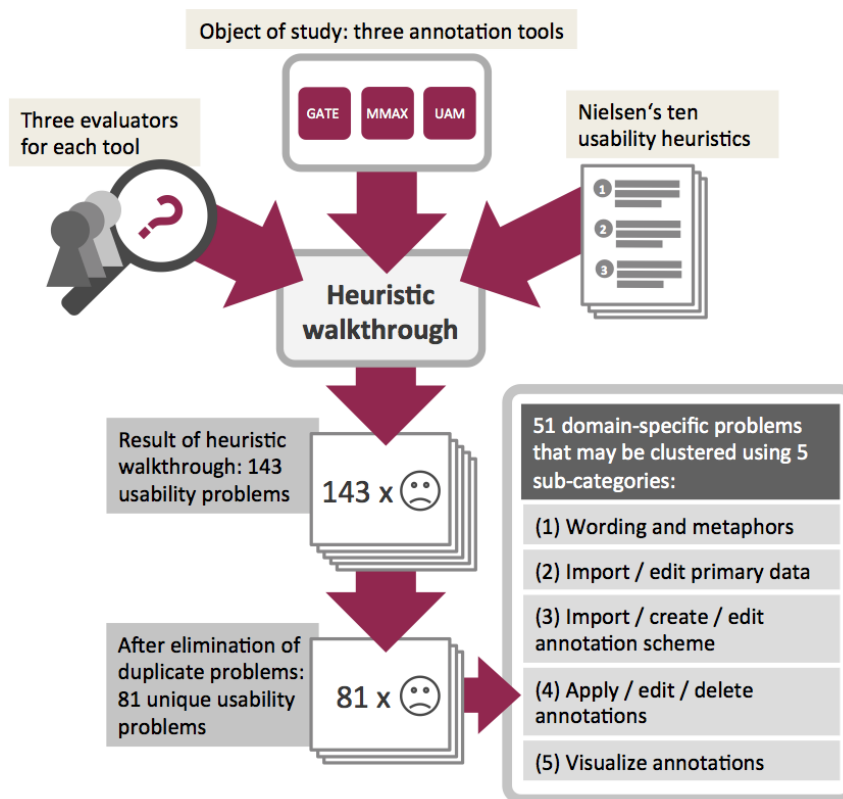 Object of study: three annotation tools
GATE
MMAX
UAM
Three evaluators
for each tool
?
Nielsen‘s ten
usability heuristics
1
2
3
Heuristic
walkthrough
Result of heuristic
walkthrough: 143
usability problems
143 x
After elimination of
duplicate problems:
81 unique usability
problems
81 x
51 domain-specific problems
that may be clustered using 5
sub-categories:
(1) Wording and metaphors
(2) Import / edit primary data
(3) Import / create / edit
annotation scheme
(4) Apply / edit / delete
annotations
(5) Visualize annotations